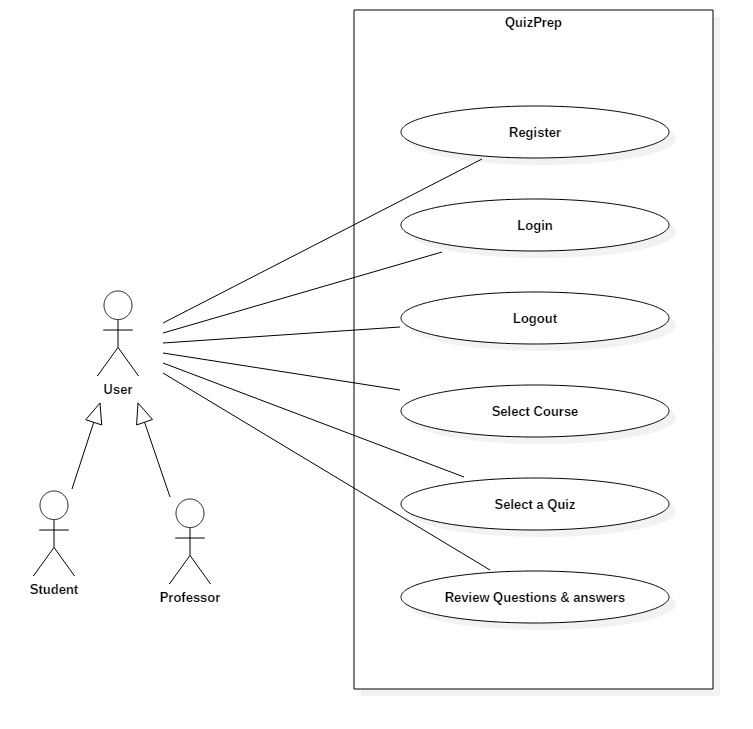 QuizPrep
Register
Login
Logout
User
Select Course
Select a Quiz
Student
Professor
Review Questions & answers